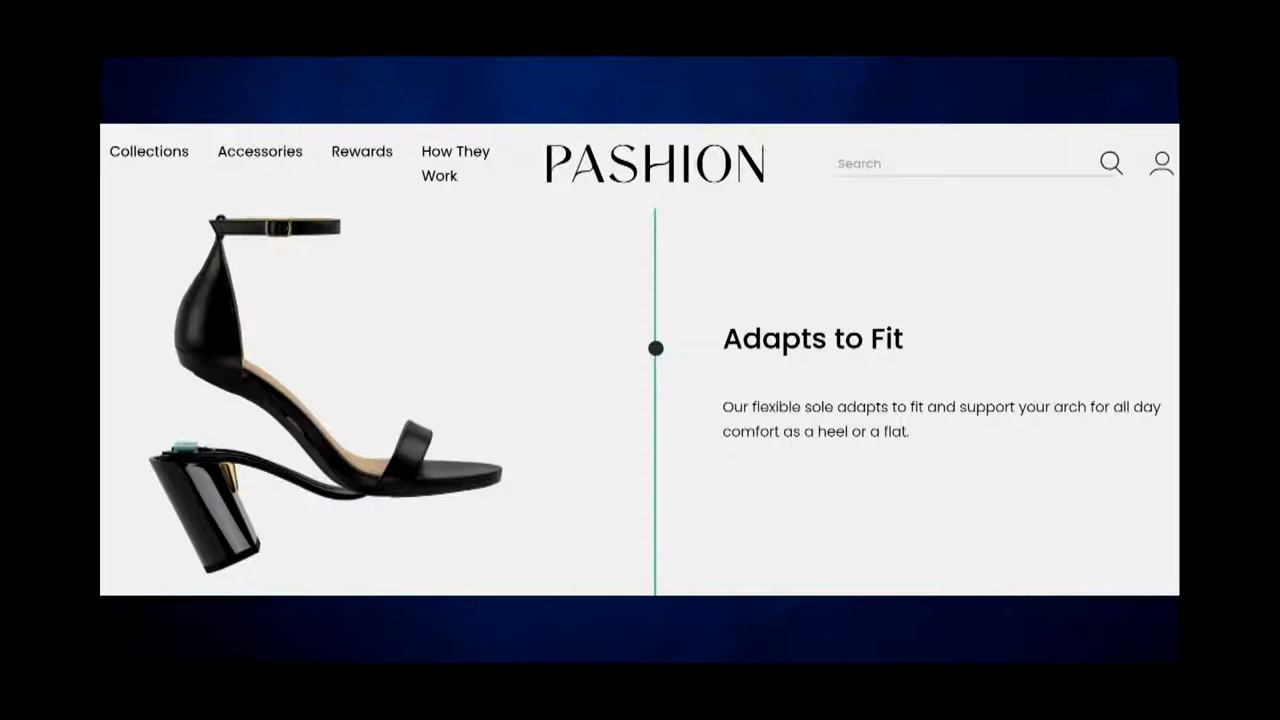 Collections
Accessories
Rewards
How They
Work
PASHION
Search
Adapts to Fit
Our flexible sole adapts to fit and support your arch for all day
comfort as a heel or a flat.